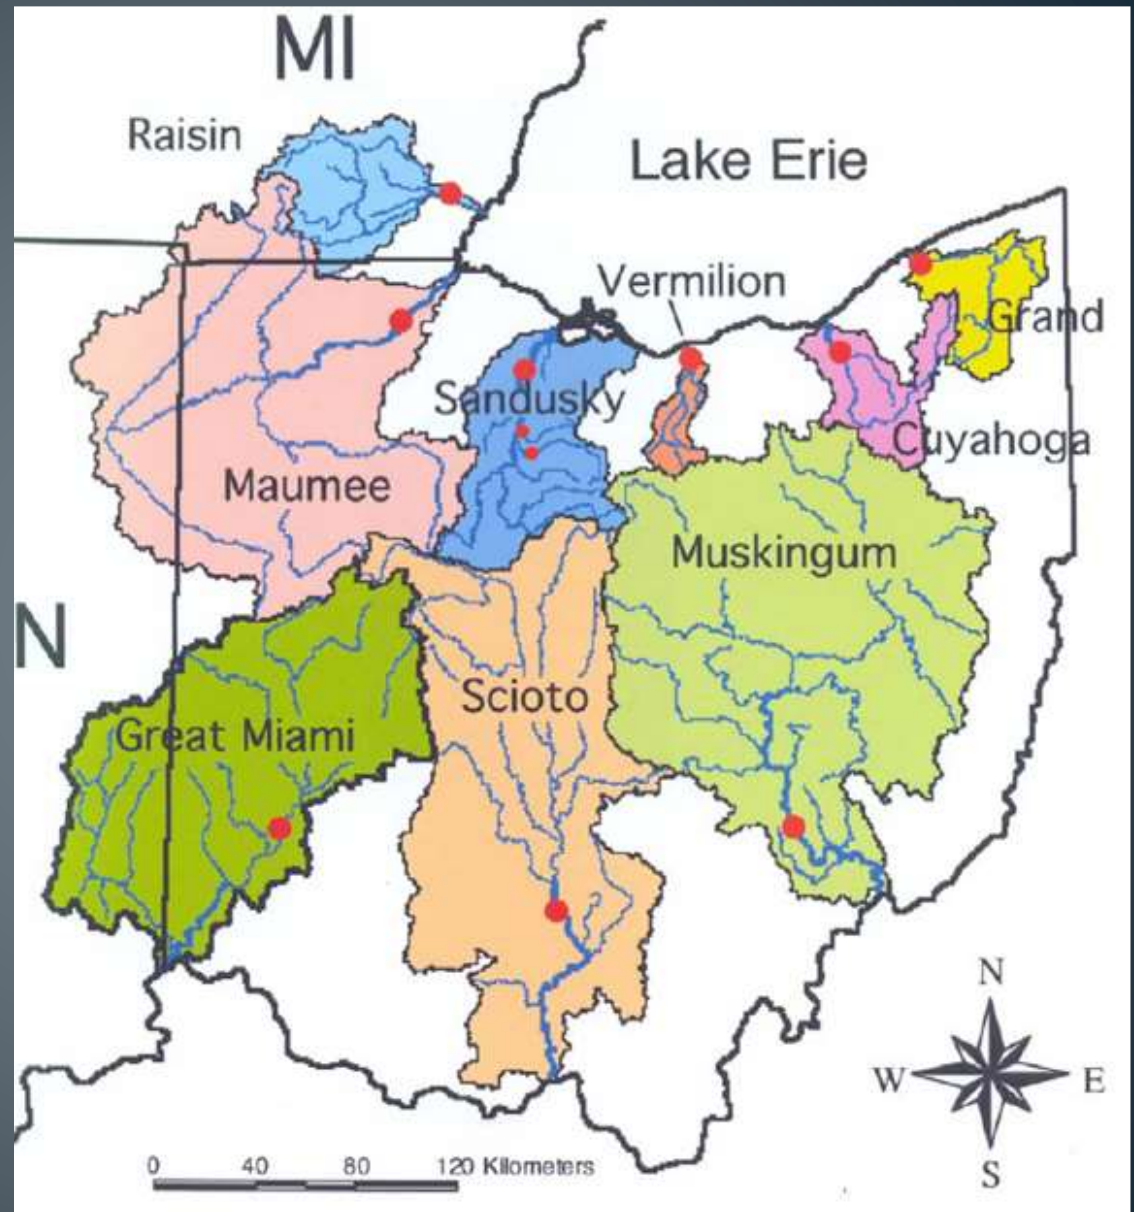 MI
Raisin
Lake Erie
Vermilion
Grand
Sandusky
Cuyahoga
Maumee
Muskingum
N
Scioto
Great Miami
N
W E
S
0 40 80 120 Kilometers